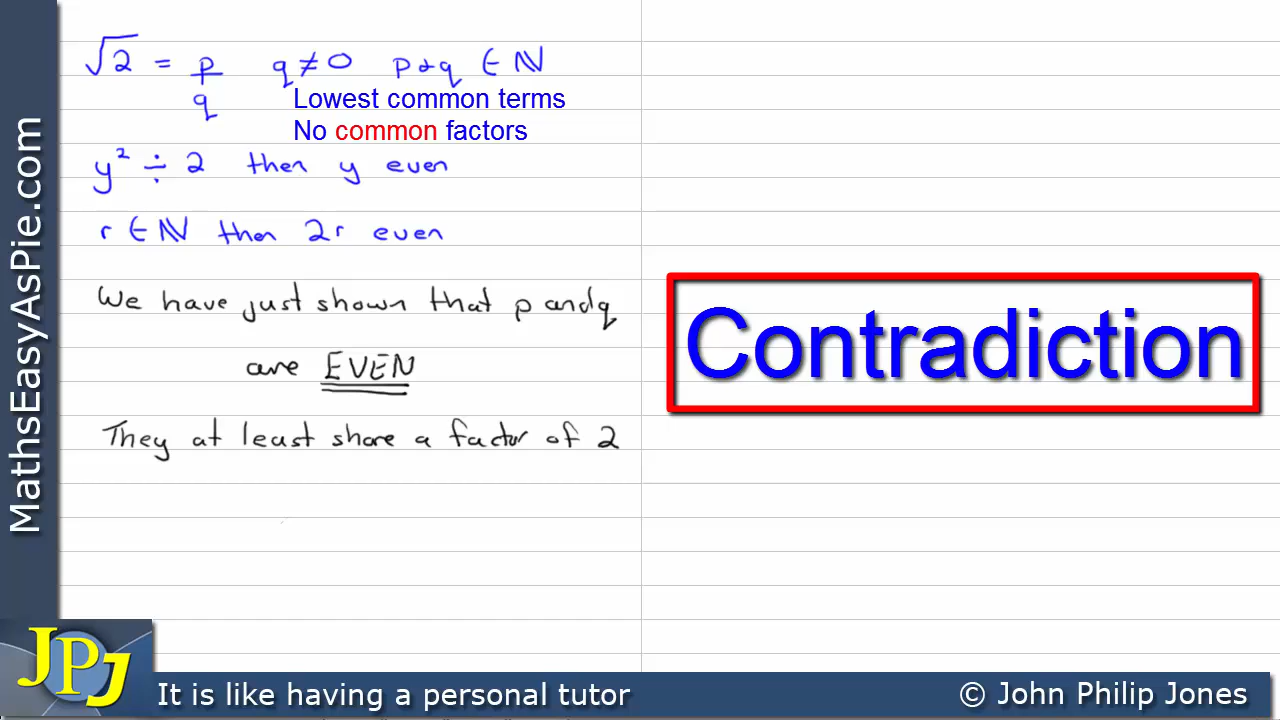 √2 = p/q q ≠ 0 p & q ∈ ℕ
Lowest common terms
No common factors
y² ÷ 2 then y even
r ∈ ℕ then 2r even
We have just shown that p and q
are EVEN
They at least share a factor of 2
Contradiction
MathsEasyAsPie.com
JPJ
It is like having a personal tutor
© John Philip Jones